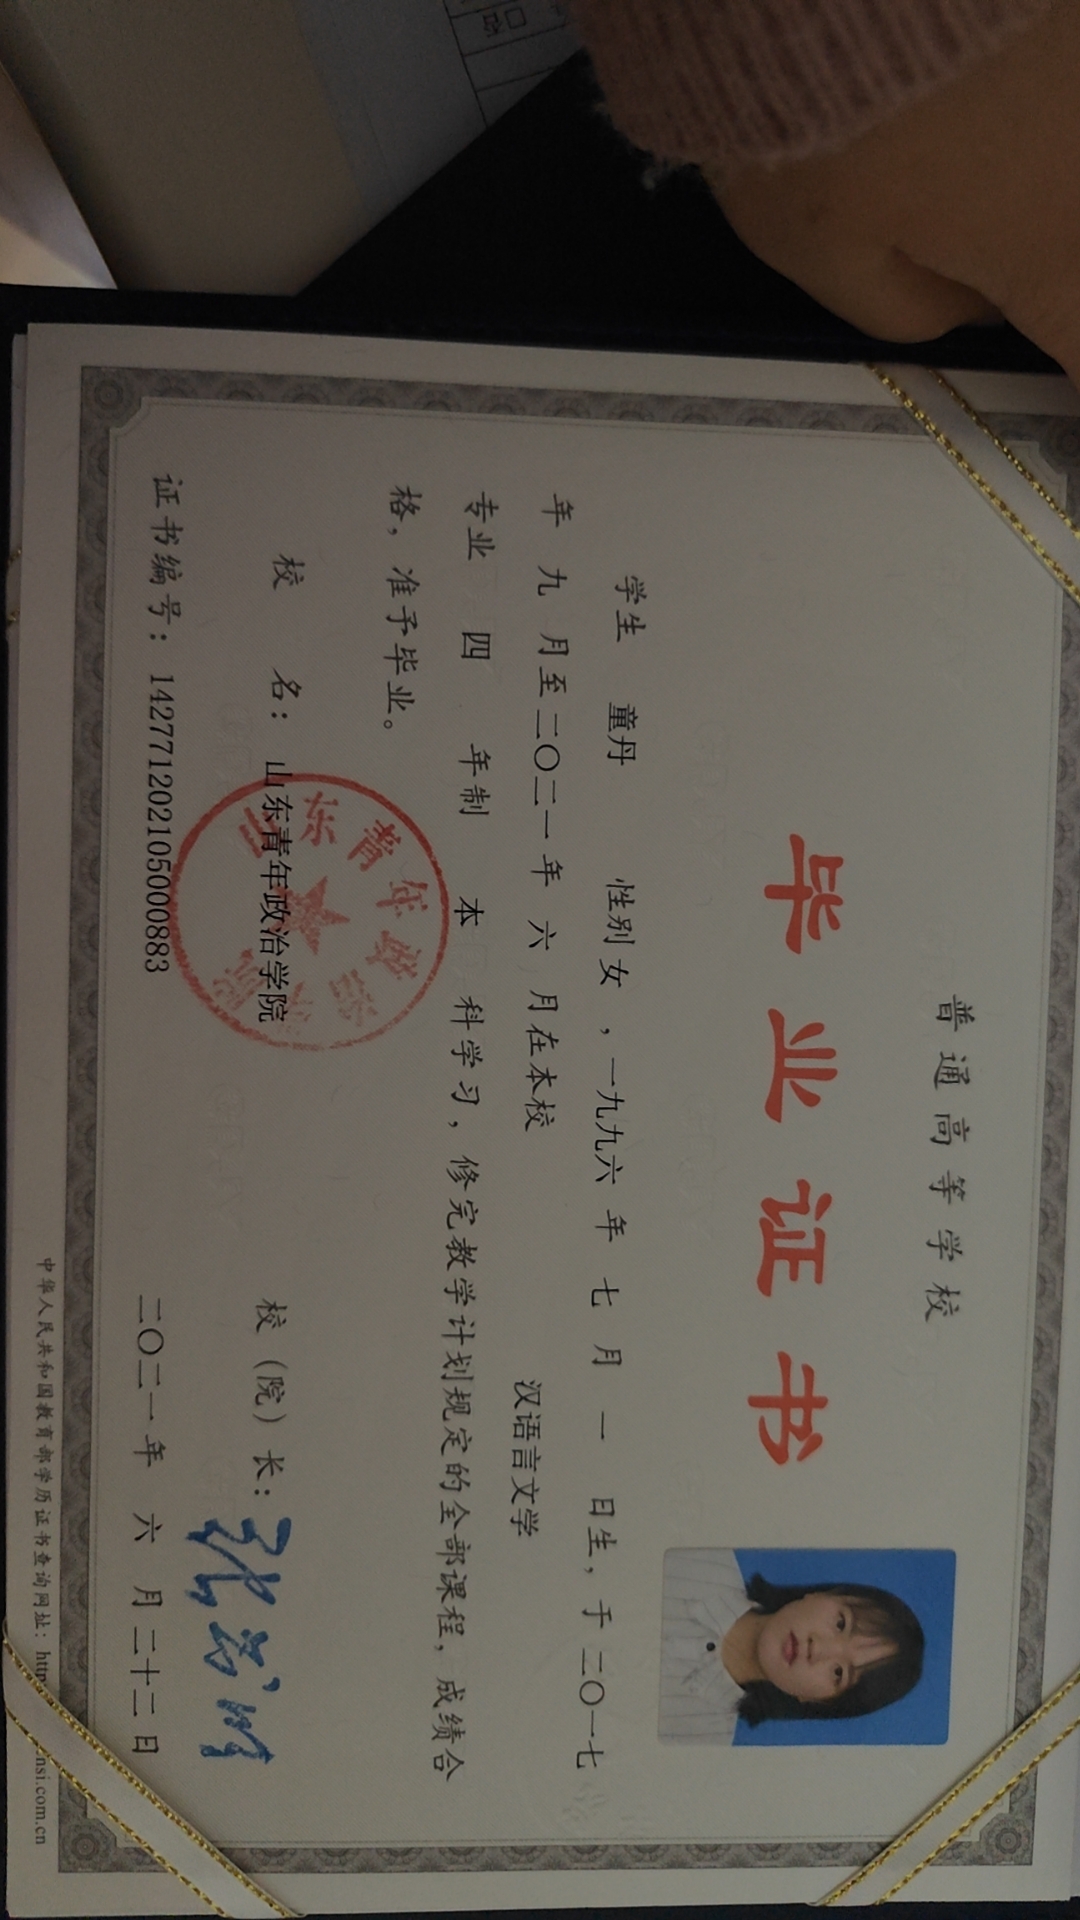 普通高等学校
毕业证书
学生 童丹 性别 女 ，一九九六 年 七 月 一 日生，于 二〇一七
年 九 月至 二〇二一 年 六 月在本校 汉语言文学
专业 四 年制 本 科学习，修完教学计划规定的全部课程，成绩合
格，准予毕业。
校 名： 山东青年政治学院 校（院）长：
证书编号：142771202105000883 二〇二一 年 六 月 二十二 日
中华人民共和国教育部学历证书查询网址：http nsi.com.cn